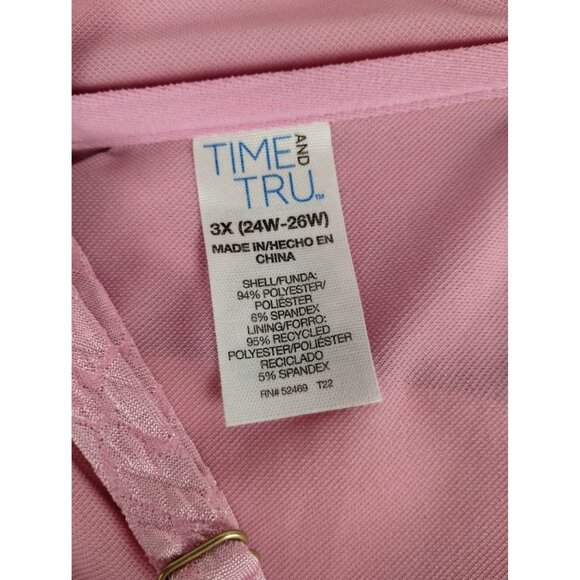 TIME AND
TRU™
3X (24W-26W)
MADE IN/HECHO EN
CHINA
SHELL/FUNDA:
94% POLYESTER/
POLIÉSTER
6% SPANDEX
LINING/FORRO:
95% RECYCLED
POLYESTER/POLIÉSTER
RECICLADO
5% SPANDEX
RN# 52469 T22